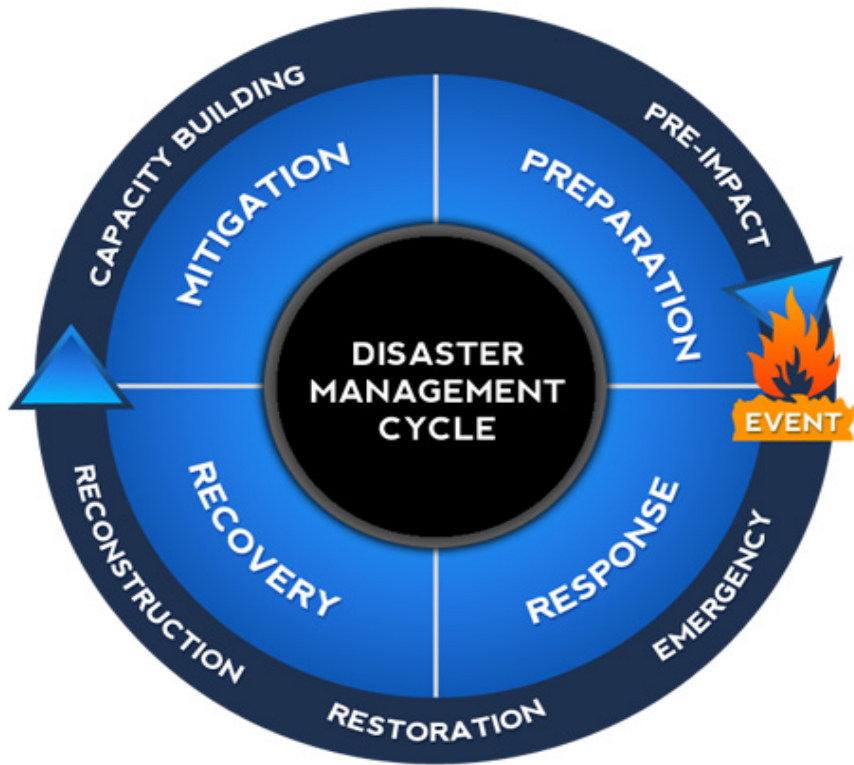 CAPACITY BUILDING
PRE-IMPACT
MITIGATION
PREPARATION
DISASTER
MANAGEMENT
CYCLE
EVENT
RECOVERY
RESPONSE
RECONSTRUCTION
EMERGENCY
RESTORATION